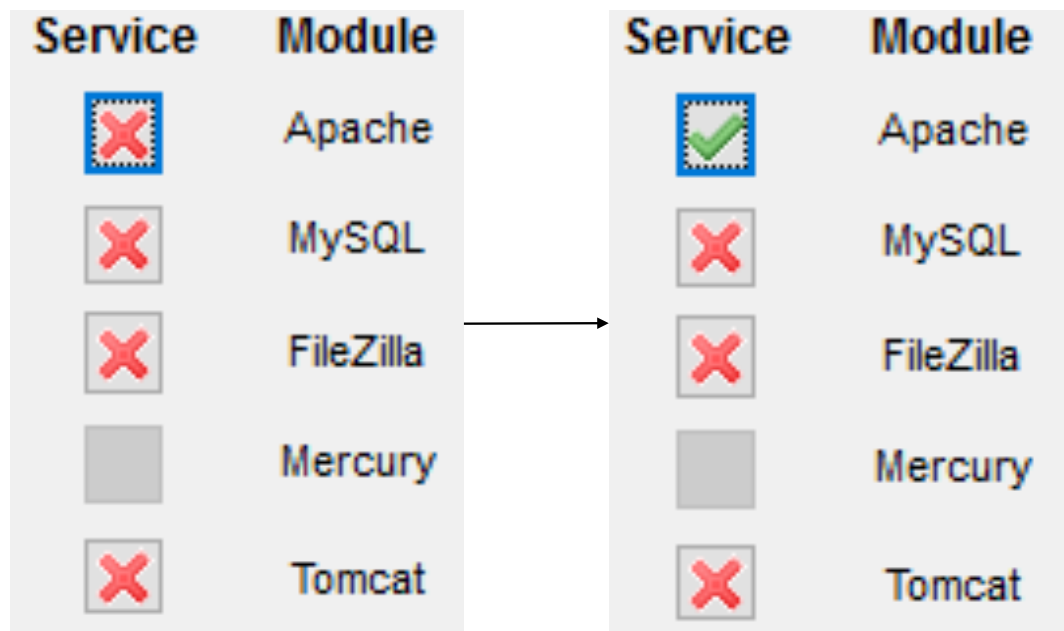 Service Module
Apache
MySQL
FileZilla
Mercury
Tomcat
Service Module
Apache
MySQL
FileZilla
Mercury
Tomcat